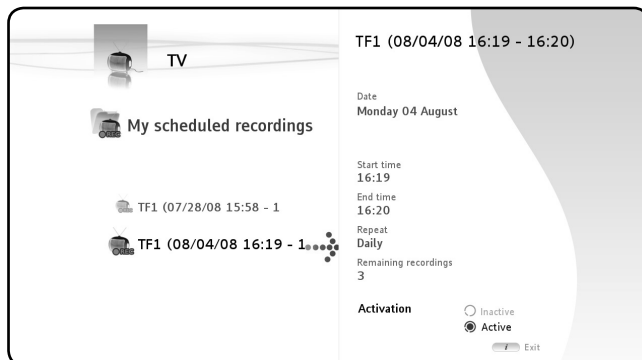 TV
My scheduled recordings
TF1 (07/28/08 15:58 - 1
TF1 (08/04/08 16:19 - 1
TF1 (08/04/08 16:19 - 16:20)
Date
Monday 04 August
Start time
16:19
End time
16:20
Repeat
Daily
Remaining recordings
3
Activation
Inactive
Active
i Exit